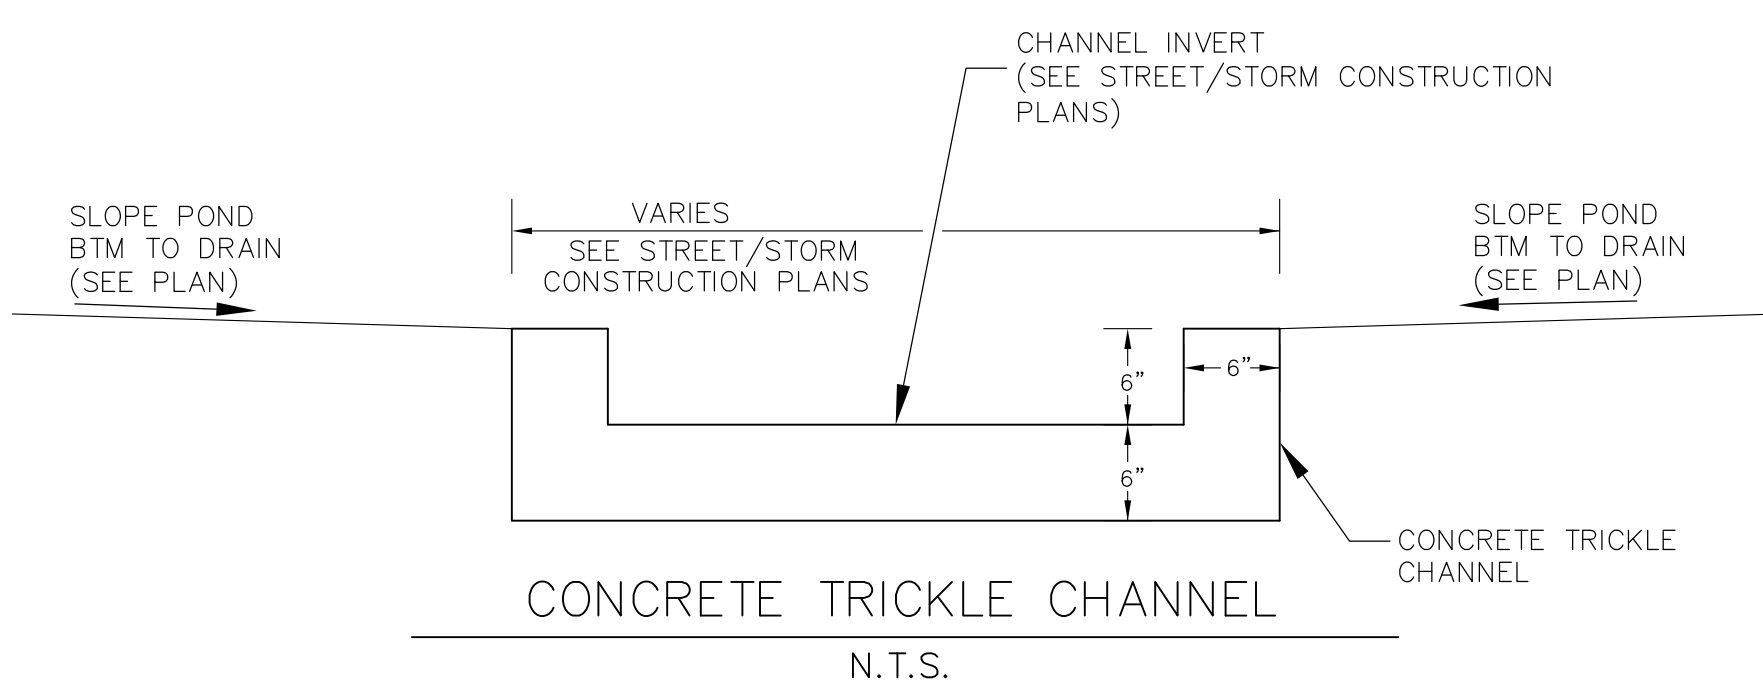 CHANNEL INVERT
(SEE STREET/STORM CONSTRUCTION
PLANS)
SLOPE POND
BTM TO DRAIN
(SEE PLAN)
VARIES
SEE STREET/STORM
CONSTRUCTION PLANS
SLOPE POND
BTM TO DRAIN
(SEE PLAN)
6"
6"
6"
CONCRETE TRICKLE
CHANNEL
CONCRETE TRICKLE CHANNEL
N.T.S.